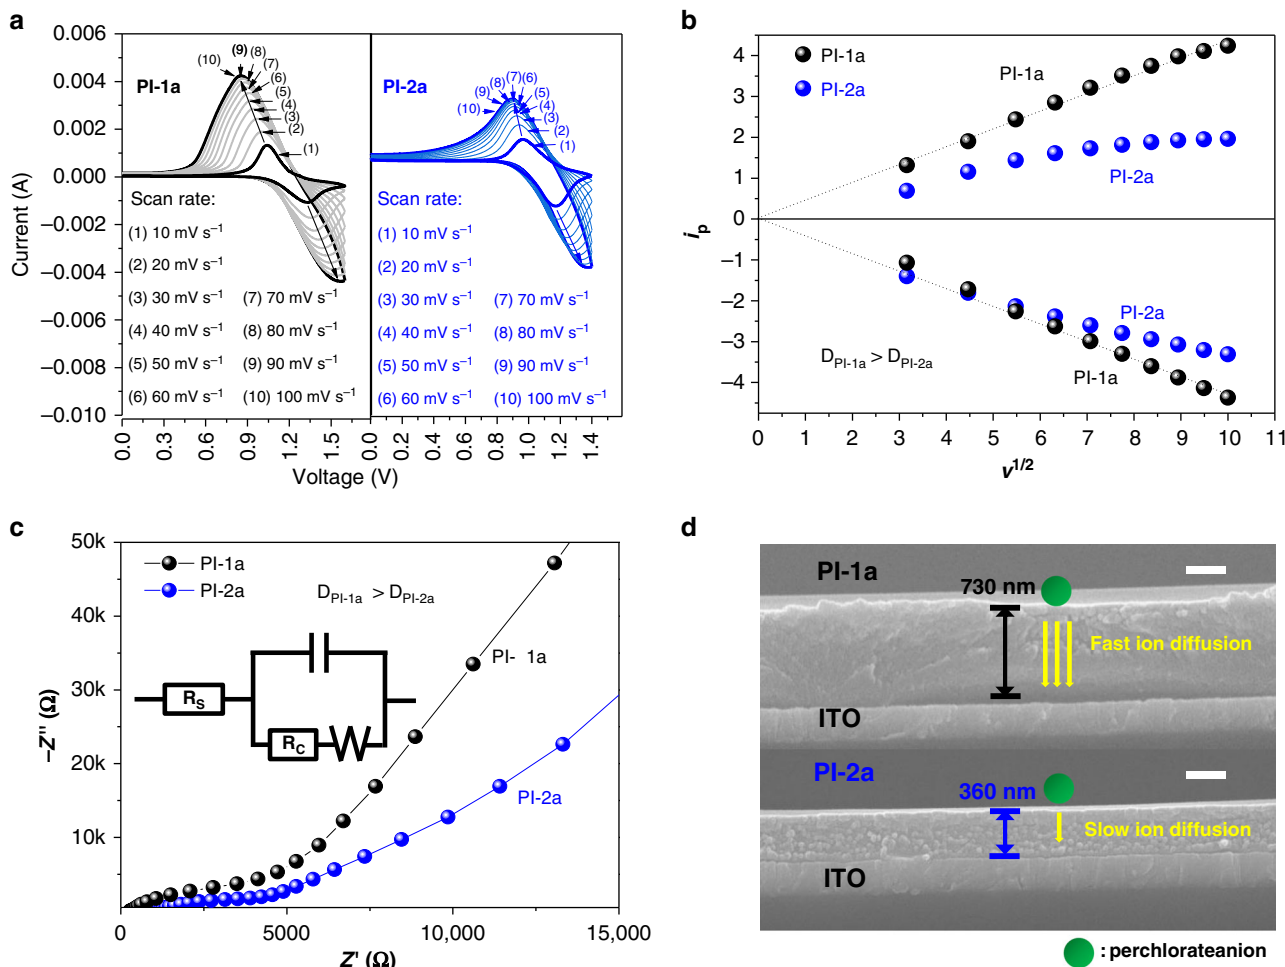 a
0.006
0.004
0.002
0.000
−0.002
−0.004
−0.006
−0.008
−0.010
Current (A)
PI-1a
(10)
(9)
(8)
(7)
(6)
(5)
(4)
(3)
(2)
(1)
Scan rate:
(1) 10 mV s−1
(2) 20 mV s−1
(3) 30 mV s−1
(4) 40 mV s−1
(5) 50 mV s−1
(6) 60 mV s−1
(7) 70 mV s−1
(8) 80 mV s−1
(9) 90 mV s−1
(10) 100 mV s−1
0.0
0.3
0.6
0.9
1.2
1.5
PI-2a
(10)
(9)
(8)
(7)
(6)
(5)
(4)
(3)
(2)
(1)
Scan rate:
(1) 10 mV s−1
(2) 20 mV s−1
(3) 30 mV s−1
(4) 40 mV s−1
(5) 50 mV s−1
(6) 60 mV s−1
(7) 70 mV s−1
(8) 80 mV s−1
(9) 90 mV s−1
(10) 100 mV s−1
0.0
0.2
0.4
0.6
0.8
1.0
1.2
1.4
Voltage (V)
b
4
3
2
1
0
−1
−2
−3
−4
ip
PI-1a
PI-2a
PI-1a
PI-2a
PI-2a
PI-1a
DPI-1a > DPI-2a
0 1 2 3 4 5 6 7 8 9 10 11
v1/2
c
50k
40k
30k
20k
10k
−Z″ (Ω)
PI-1a
PI-2a
DPI-1a > DPI-2a
PI- 1a
PI-2a
RS
RC
0 5000 10,000 15,000
Z′ (Ω)
d
PI-1a
730 nm
Fast ion diffusion
ITO
PI-2a
360 nm
Slow ion diffusion
ITO
: perchlorateanion